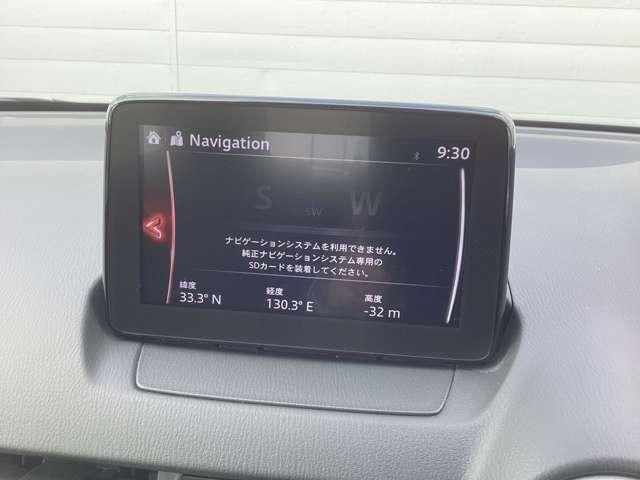 Navigation
9:30
S SW W
ナビゲーションシステムを利用できません。
純正ナビゲーションシステム専用の
SDカードを装着してください。
緯度 経度 高度
33.3° N 130.3° E -32 m